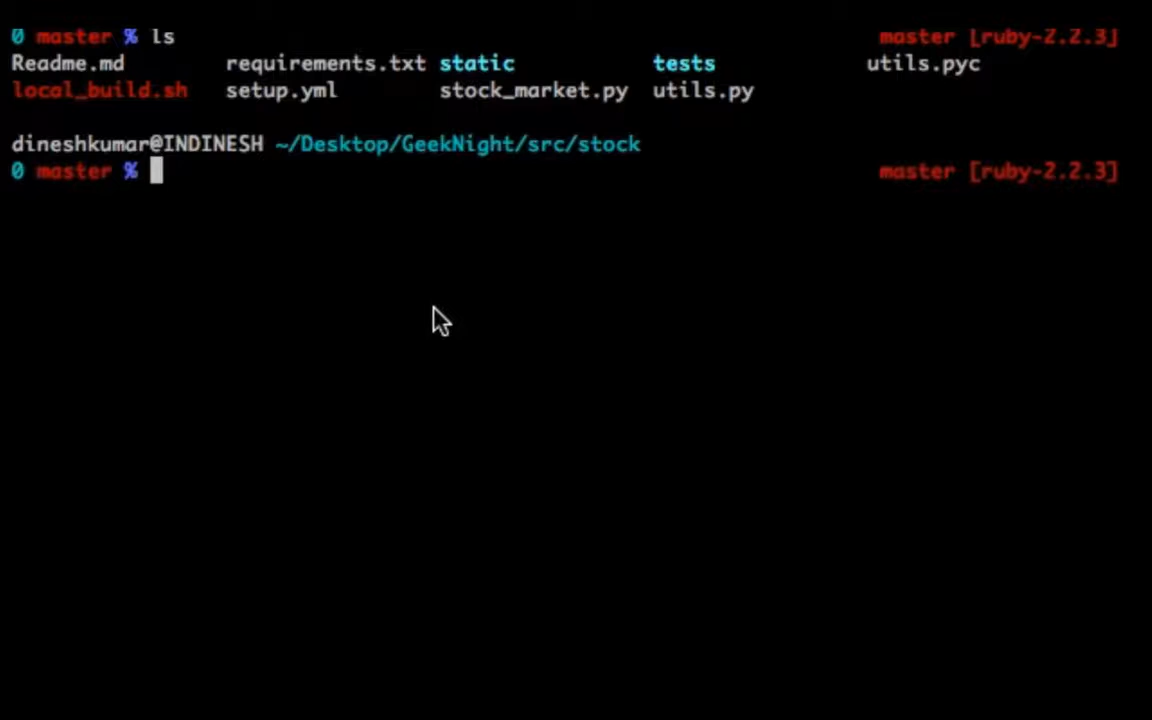 0 master % ls master [ruby-2.2.3]
Readme.md requirements.txt static tests utils.pyc
local_build.sh setup.yml stock_market.py utils.py
dineshkumar@INDINESH ~/Desktop/GeekNight/src/stock
0 master % master [ruby-2.2.3]